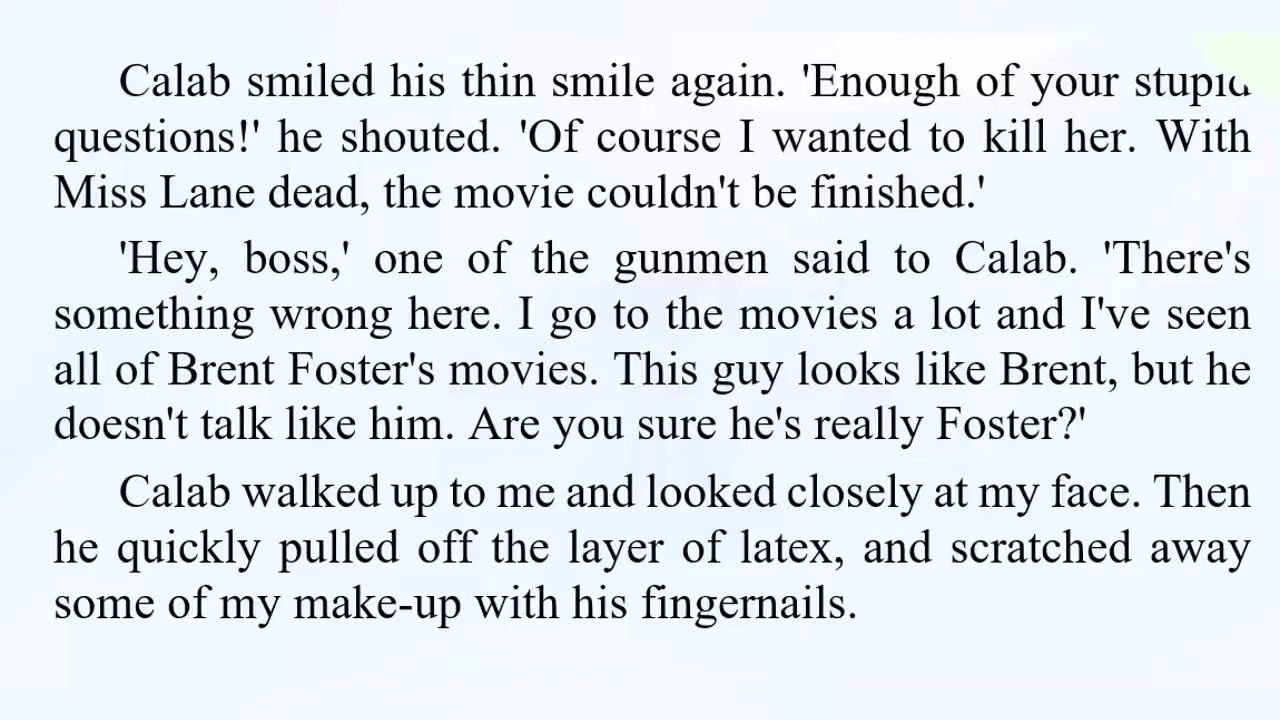 Calab smiled his thin smile again. 'Enough of your stupid
questions!' he shouted. 'Of course I wanted to kill her. With
Miss Lane dead, the movie couldn't be finished.'
'Hey, boss,' one of the gunmen said to Calab. 'There's
something wrong here. I go to the movies a lot and I've seen
all of Brent Foster's movies. This guy looks like Brent, but he
doesn't talk like him. Are you sure he's really Foster?'
Calab walked up to me and looked closely at my face. Then
he quickly pulled off the layer of latex, and scratched away
some of my make-up with his fingernails.